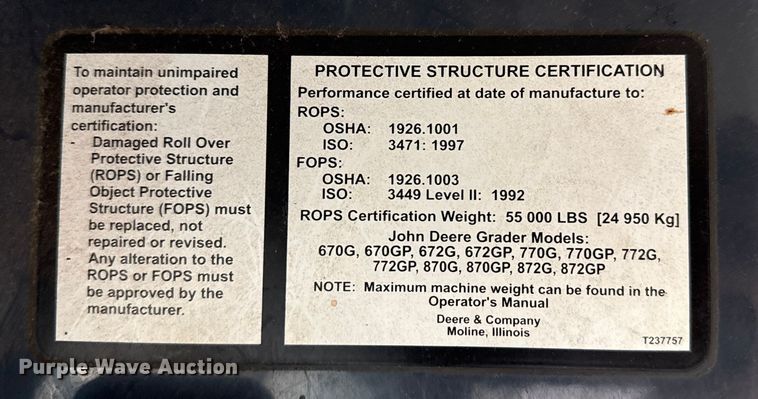 To maintain unimpaired
operator protection and
manufacturer's
certification:
- Damaged Roll Over
Protective Structure
(ROPS) or Falling
Object Protective
Structure (FOPS) must
be replaced, not
repaired or revised.
- Any alteration to the
ROPS or FOPS must
be approved by the
manufacturer.
PROTECTIVE STRUCTURE CERTIFICATION
Performance certified at date of manufacture to:
ROPS:
OSHA: 1926.1001
ISO: 3471: 1997
FOPS:
OSHA: 1926.1003
ISO: 3449 Level II: 1992
ROPS Certification Weight: 55 000 LBS [24 950 Kg]
John Deere Grader Models:
670G, 670GP, 672G, 672GP, 770G, 770GP, 772G,
772GP, 870G, 870GP, 872G, 872GP
NOTE: Maximum machine weight can be found in the
Operator's Manual
Deere & Company
Moline, Illinois
T237757
Purple Wave Auction